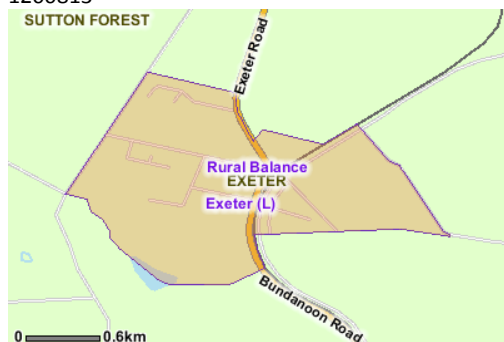 SUTTON FOREST
Exeter Road
Rural Balance
EXETER
Exeter (L)
Bundanoon Road
0 0.6km